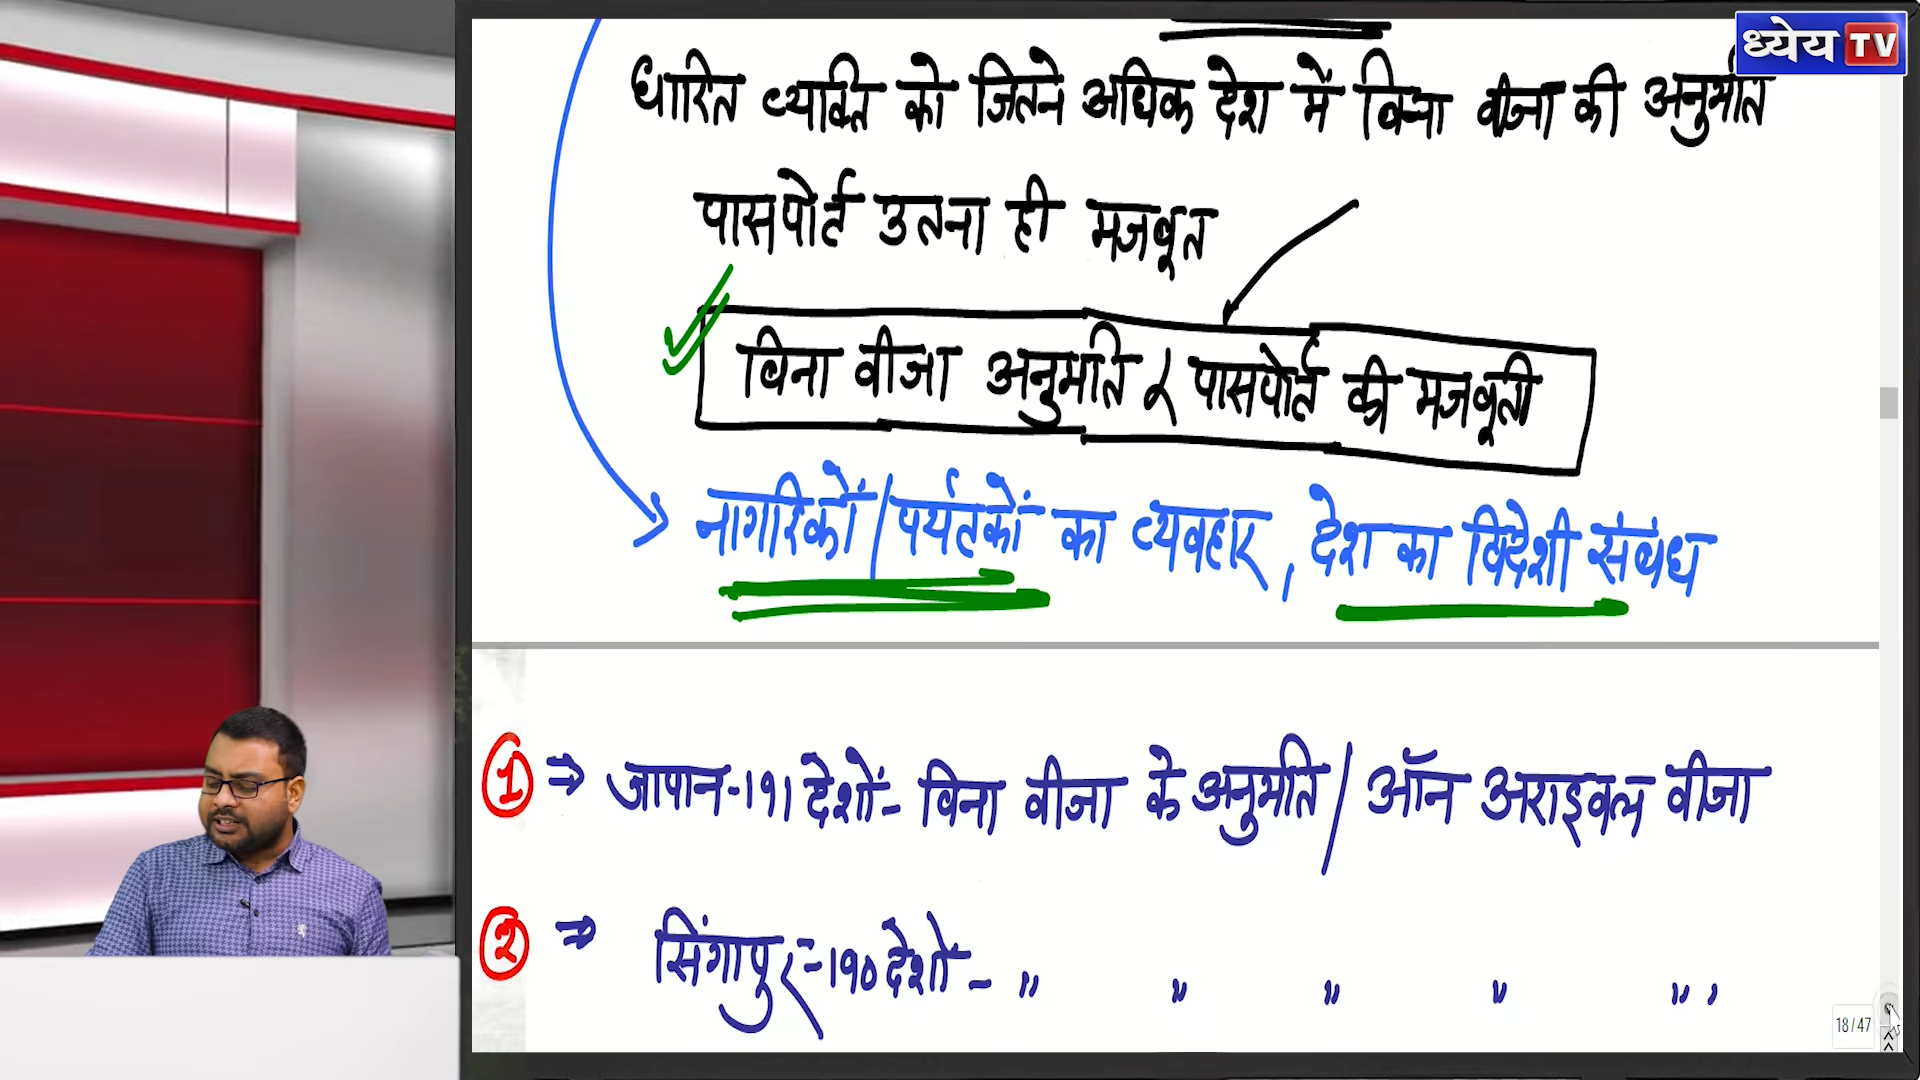 ध्येय TV
धारित व्यक्ति को जितने अधिक देश में बिना वीजा की अनुमति
पासपोर्ट उतना ही मजबूत
बिना वीजा अनुमति ∝ पासपोर्ट की मजबूती
नागरिकों/पर्यटकों का व्यवहार, देश का विदेशी संबंध
① ⇒ जापान-191 देशों- बिना वीजा के अनुमति/ ऑन अराइवल वीजा
② ⇒ सिंगापुर=190 देशों- " " " " "
18/47